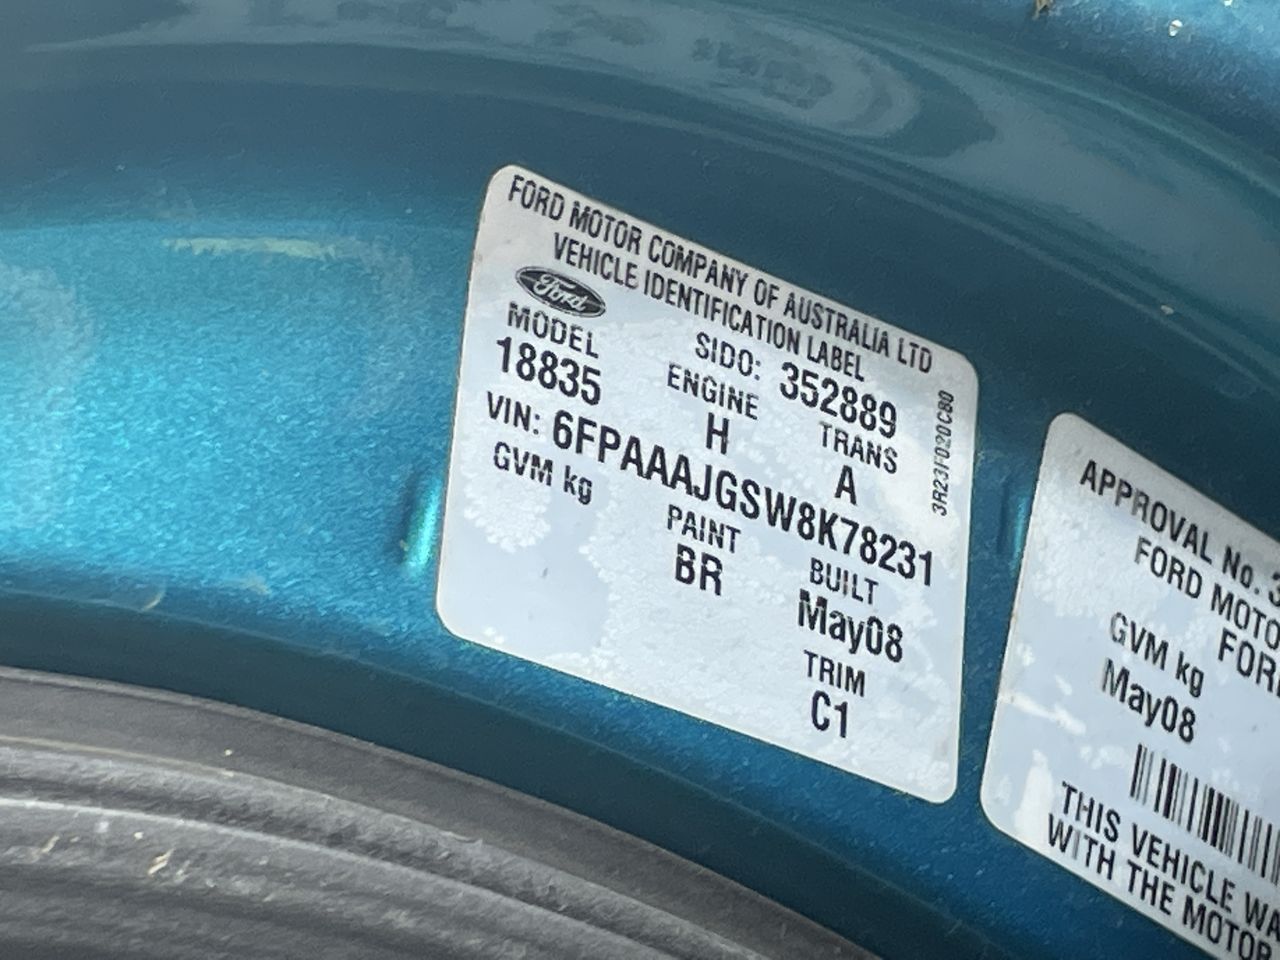 FORD MOTOR COMPANY OF AUSTRALIA LTD
VEHICLE IDENTIFICATION LABEL
Ford
MODEL
18835
SIDO: 352889
ENGINE
H
TRANS
A
VIN: 6FPAAAJGSW8K78231
GVM kg
PAINT
BR
BUILT
May08
TRIM
C1
3R23F020CB0
APPROVAL No. 3
FORD MOTO
FOR
GVM kg
May08
THIS VEHICLE WA
WITH THE MOTOR